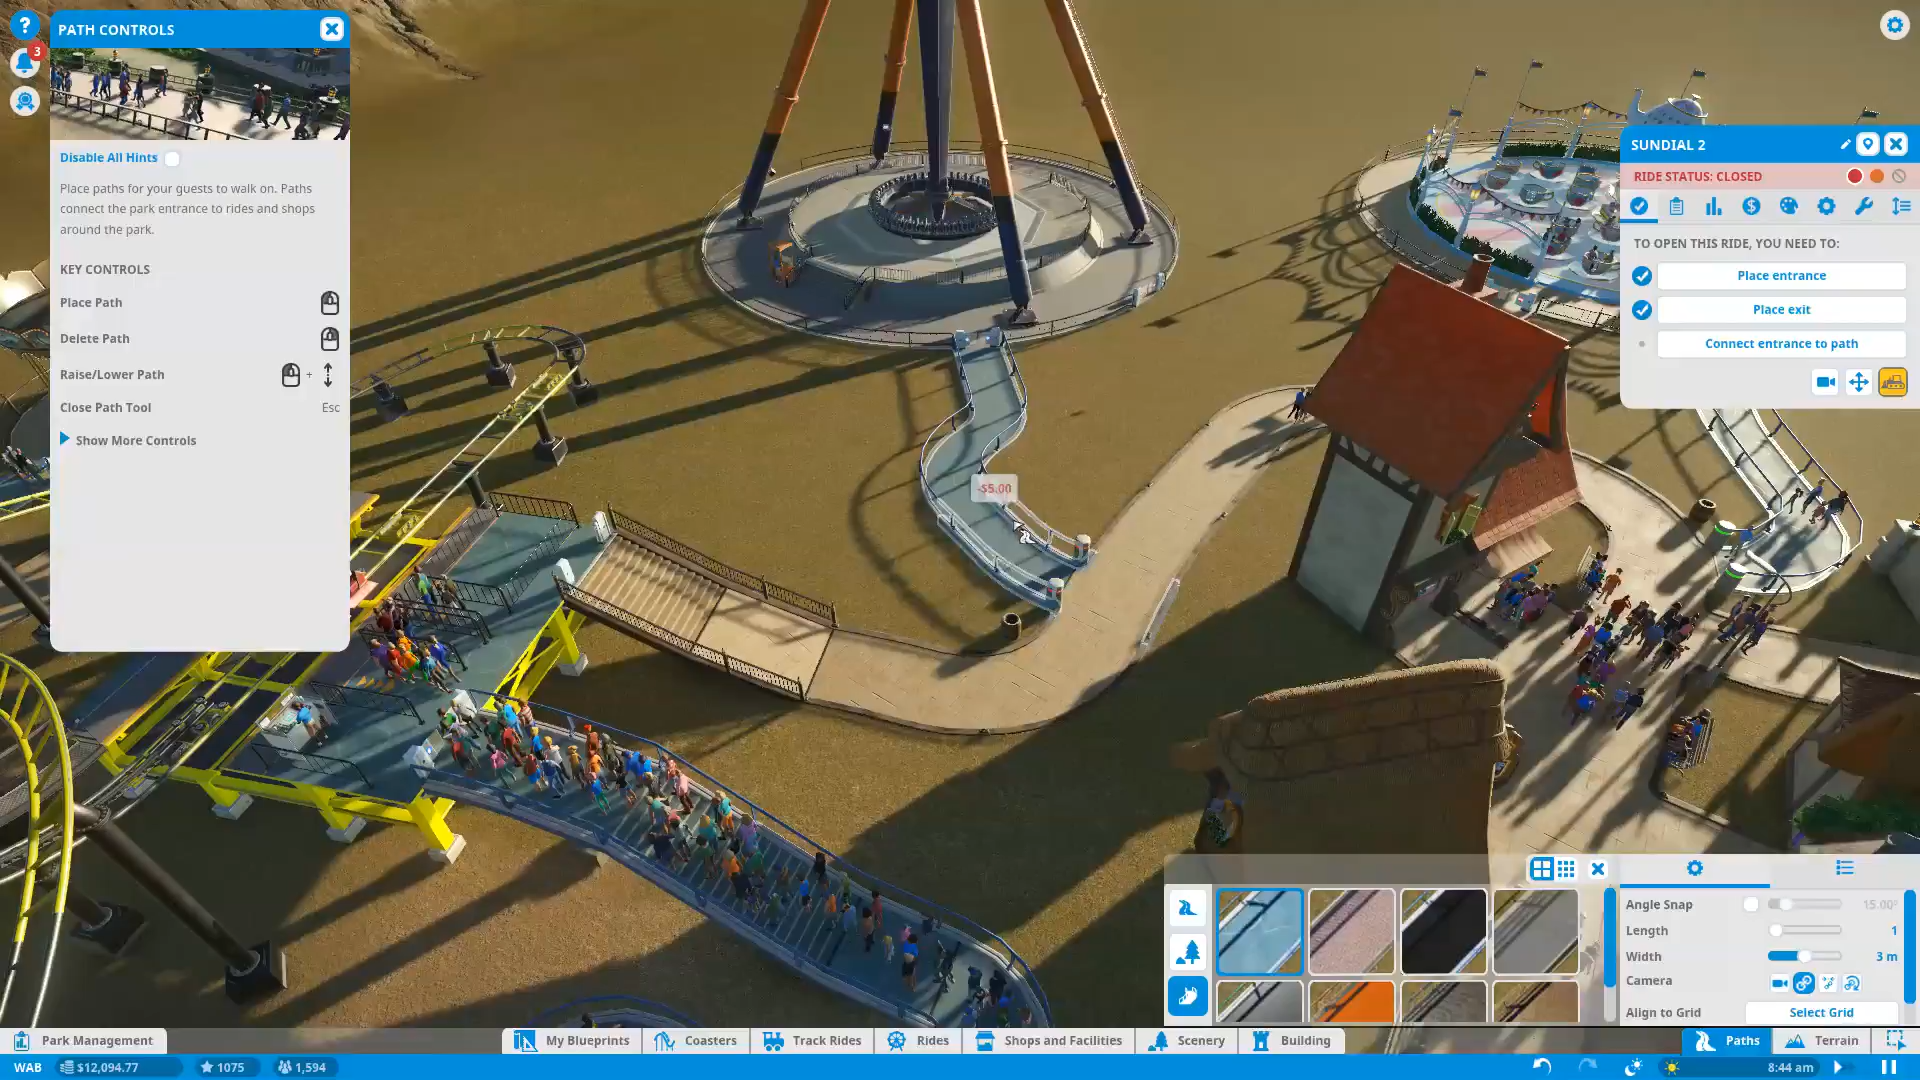 ?
3
PATH CONTROLS
Disable All Hints
Place paths for your guests to walk on. Paths
connect the park entrance to rides and shops
around the park.
KEY CONTROLS
Place Path
Delete Path
Raise/Lower Path +
Close Path Tool Esc
Show More Controls
-$5.00
SUNDIAL 2
RIDE STATUS: CLOSED
TO OPEN THIS RIDE, YOU NEED TO:
Place entrance
Place exit
Connect entrance to path
Angle Snap 15.00°
Length 1
Width 3 m
Camera
Align to Grid Select Grid
Park Management
My Blueprints
Coasters
Track Rides
Rides
Shops and Facilities
Scenery
Building
Paths
Terrain
WAB $12,094.77 1075 1,594 8:44 am